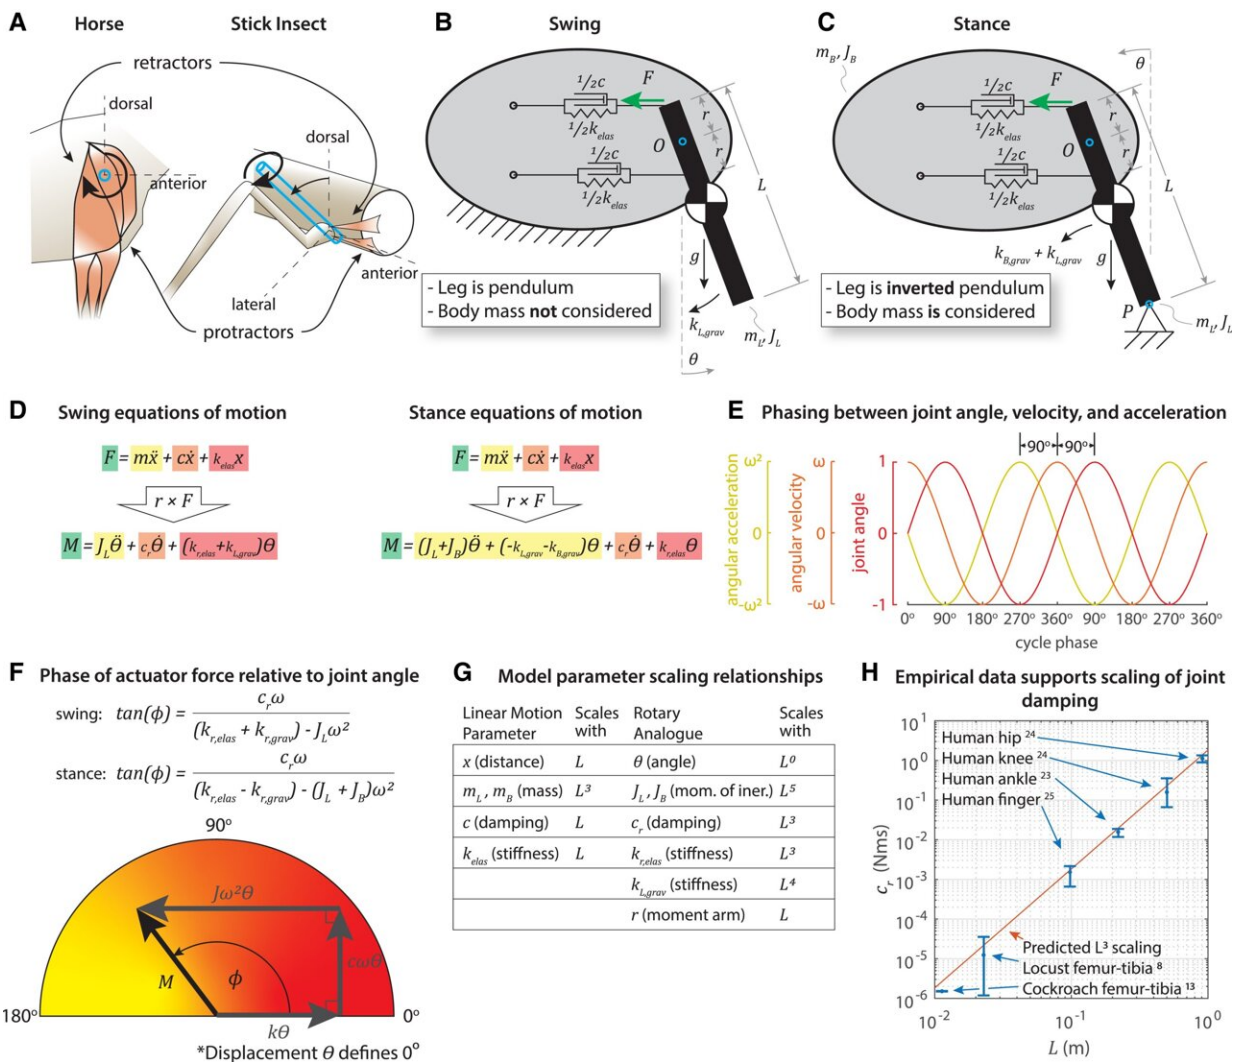 A
Horse
Stick Insect
retractors
dorsal
dorsal
anterior
anterior
lateral
protractors
B
Swing
½c
½k_elas
F
½c
½k_elas
O
r
r
L
g
k_L,grav
m_L, J_L
θ
- Leg is pendulum
- Body mass not considered
C
Stance
m_B, J_B
θ
½c
½k_elas
F
½c
½k_elas
O
r
r
L
k_B,grav + k_L,grav
g
P
m_L, J_L
- Leg is inverted pendulum
- Body mass is considered
D
Swing equations of motion
F = mẍ + cẋ + k_elas x
r × F
M = J_L θ̈ + c_r θ̇ + (k_r,elas + k_L,grav)θ
Stance equations of motion
F = mẍ + cẋ + k_elas x
r × F
M = (J_L + J_B)θ̈ + (-k_L,grav - k_B,grav)θ + c_r θ̇ + k_r,elas θ
E
Phasing between joint angle, velocity, and acceleration
90° 90°
angular acceleration
ω²
0
-ω²
angular velocity
ω
0
-ω
joint angle
1
0
-1
0° 90° 180° 270° 360° 90° 180° 270° 360°
cycle phase
F
Phase of actuator force relative to joint angle
swing: tan(ϕ) = c_r ω / (k_r,elas + k_r,grav) - J_L ω²
stance: tan(ϕ) = c_r ω / (k_r,elas - k_r,grav) - (J_L + J_B)ω²
90°
Jω²θ
cωθ
M
ϕ
180°
0°
kθ
*Displacement θ defines 0°
G
Model parameter scaling relationships
Linear Motion Parameter | Scales with | Rotary Analogue | Scales with
x (distance) | L | θ (angle) | L⁰
m_L, m_B (mass) | L³ | J_L, J_B (mom. of iner.) | L⁵
c (damping) | L | c_r (damping) | L³
k_elas (stiffness) | L | k_r,elas (stiffness) | L³
k_L,grav (stiffness) | L⁴
r (moment arm) | L
H
Empirical data supports scaling of joint
damping
c_r (Nms)
10¹
10⁰
10⁻¹
10⁻²
10⁻³
10⁻⁴
10⁻⁵
10⁻⁶
Human hip ²⁴
Human knee ²⁴
Human ankle ²³
Human finger ²⁵
Predicted L³ scaling
Locust femur-tibia ⁸
Cockroach femur-tibia ¹³
10⁻² 10⁻¹ 10⁰
L (m)